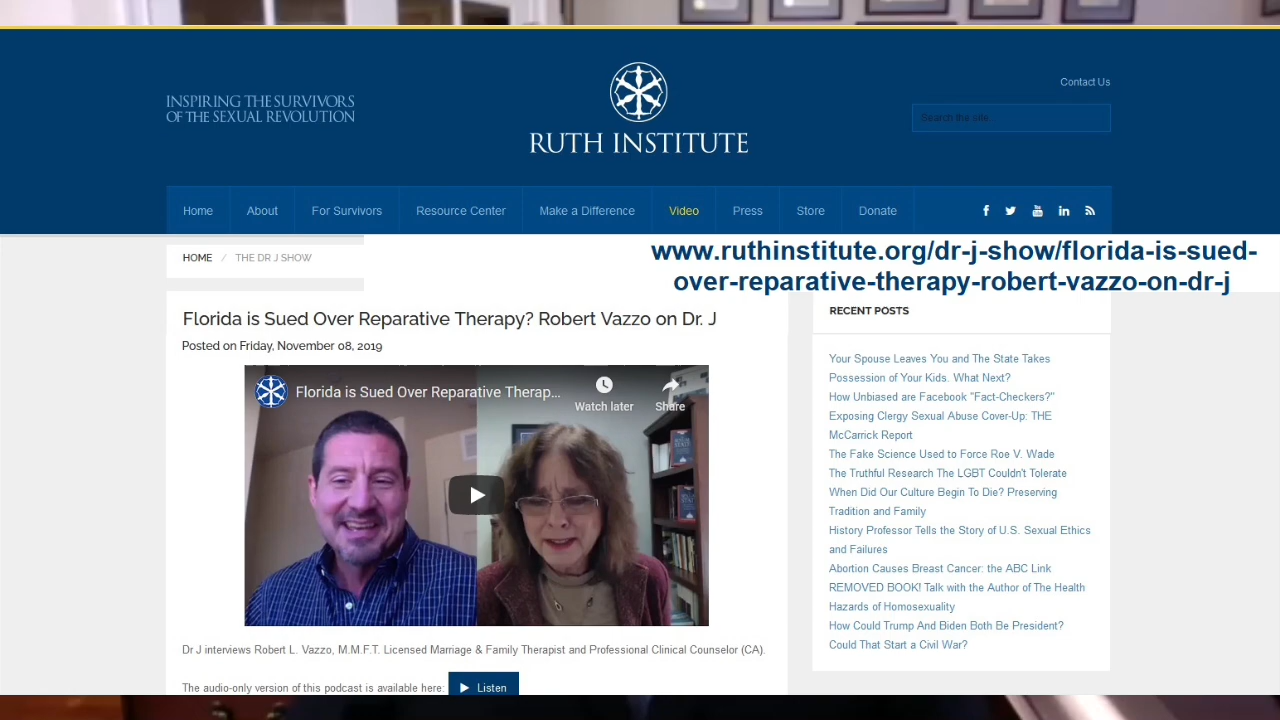 INSPIRING THE SURVIVORS
OF THE SEXUAL REVOLUTION
RUTH INSTITUTE
Contact Us
Search the site
Home
About
For Survivors
Resource Center
Make a Difference
Video
Press
Store
Donate
HOME / THE DR J SHOW
www.ruthinstitute.org/dr-j-show/florida-is-sued-
over-reparative-therapy-robert-vazzo-on-dr-j
Florida is Sued Over Reparative Therapy? Robert Vazzo on Dr. J
Posted on Friday, November 08, 2019
Florida is Sued Over Reparative Therap...
Watch later
Share
Dr J interviews Robert L. Vazzo, M.M.F.T. Licensed Marriage & Family Therapist and Professional Clinical Counselor (CA).
The audio-only version of this podcast is available here:
Listen
RECENT POSTS
Your Spouse Leaves You and The State Takes
Possession of Your Kids. What Next?
How Unbiased are Facebook "Fact-Checkers?"
Exposing Clergy Sexual Abuse Cover-Up: THE
McCarrick Report
The Fake Science Used to Force Roe V. Wade
The Truthful Research The LGBT Couldn't Tolerate
When Did Our Culture Begin To Die? Preserving
Tradition and Family
History Professor Tells the Story of U.S. Sexual Ethics
and Failures
Abortion Causes Breast Cancer: the ABC Link
REMOVED BOOK! Talk with the Author of The Health
Hazards of Homosexuality
How Could Trump And Biden Both Be President?
Could That Start a Civil War?